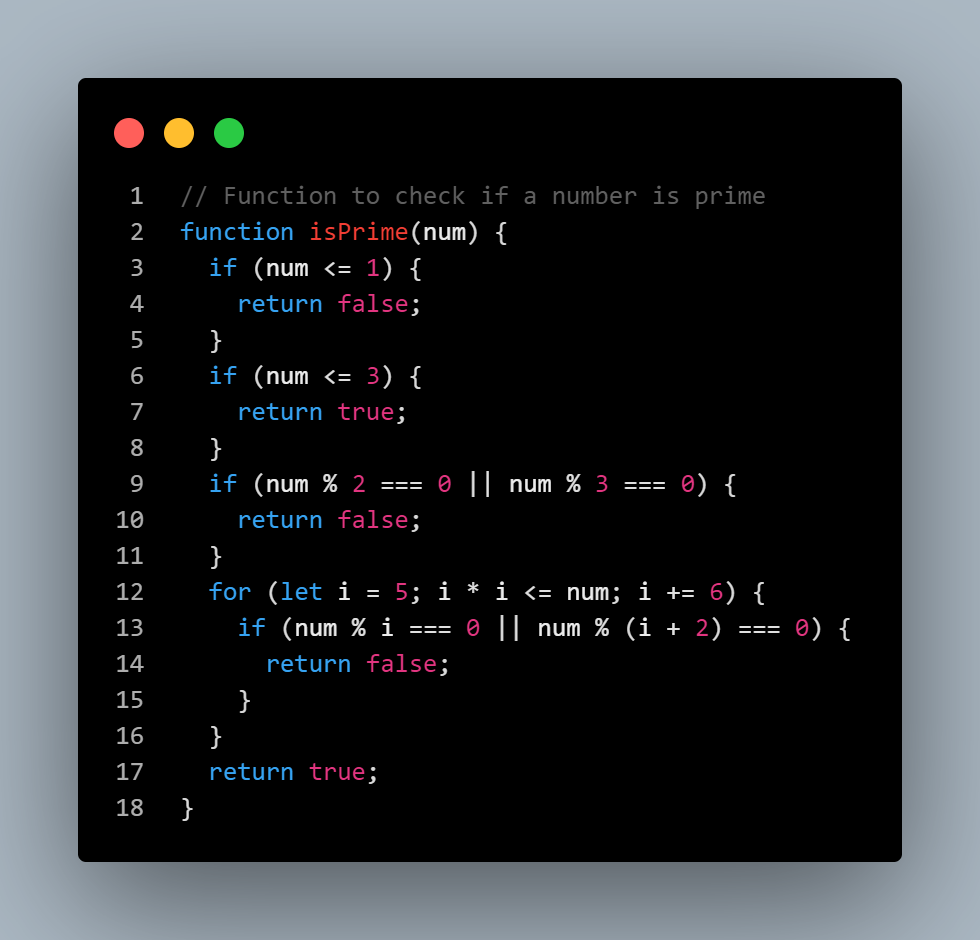 1 // Function to check if a number is prime
2 function isPrime(num) {
3   if (num <= 1) {
4     return false;
5   }
6   if (num <= 3) {
7     return true;
8   }
9   if (num % 2 === 0 || num % 3 === 0) {
10     return false;
11   }
12   for (let i = 5; i * i <= num; i += 6) {
13     if (num % i === 0 || num % (i + 2) === 0) {
14       return false;
15     }
16   }
17   return true;
18 }